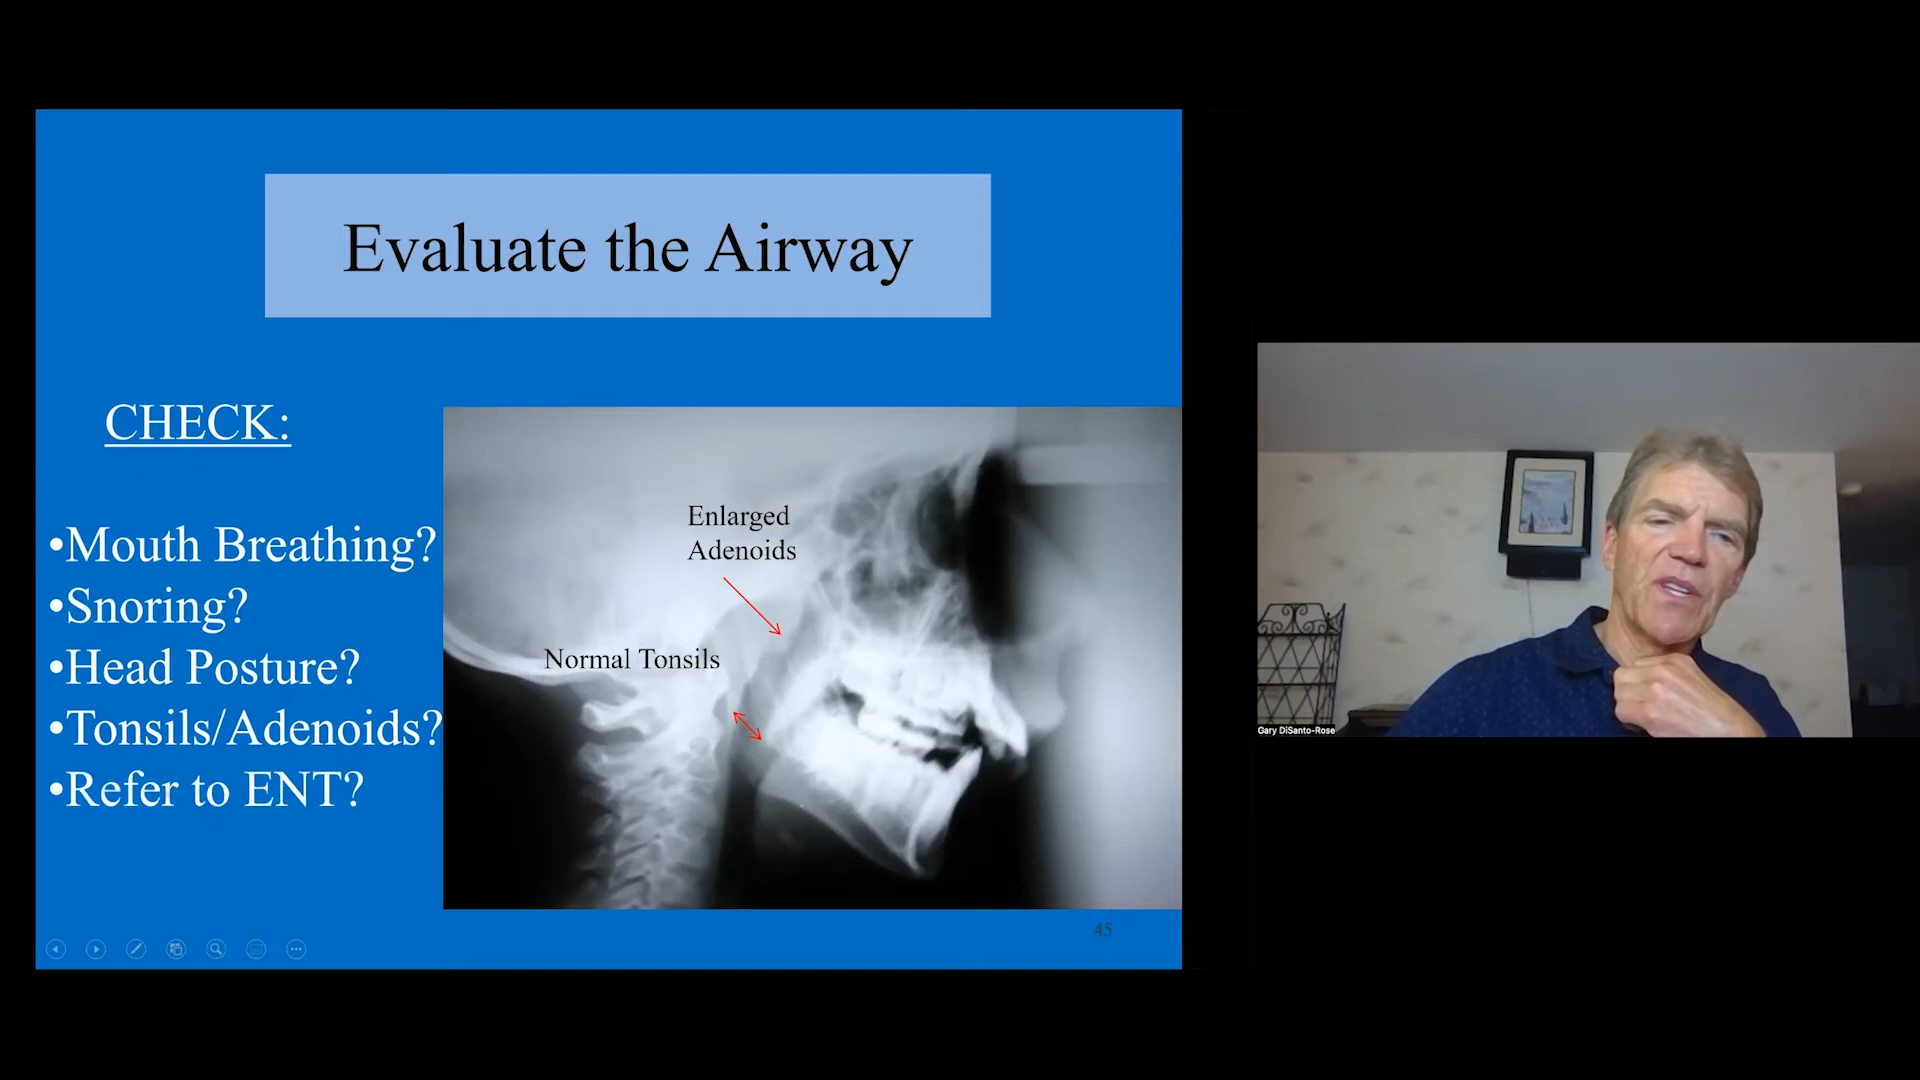 Evaluate the Airway
CHECK:
•Mouth Breathing?
•Snoring?
•Head Posture?
•Tonsils/Adenoids?
•Refer to ENT?
Enlarged
Adenoids
Normal Tonsils
45
Gary DiSanto-Rose